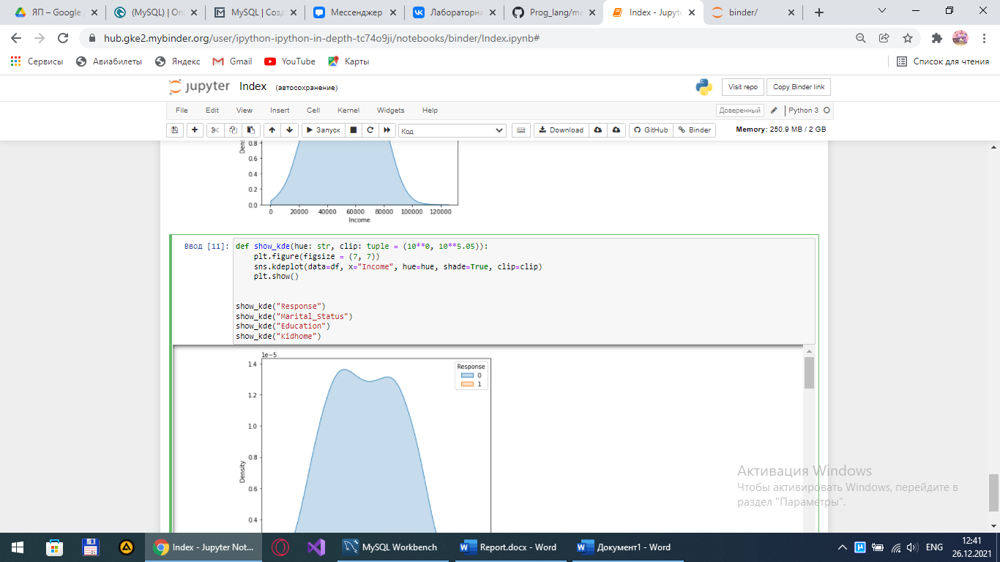 ЯП – Google
(MySQL) | Onl
MySQL | Созд
Мессенджер
Лабораторна
Prog_lang/ma
Index - Jupyte
binder/
hub.gke2.mybinder.org/user/ipython-ipython-in-depth-tc74o9ji/notebooks/binder/Index.ipynb#
Сервисы
Авиабилеты
Яндекс
Gmail
YouTube
Карты
Список для чтения
jupyter Index (автосохранение)
Visit repo
Copy Binder link
File Edit View Insert Cell Kernel Widgets Help
Доверенный
Python 3
Запуск
Код
Download
GitHub
Binder
Memory: 250.9 MB / 2 GB
Dens
0.8
0.6
0.4
0.2
0.0
0 20000 40000 60000 80000 100000 120000
Income
Ввод [11]:
def show_kde(hue: str, clip: tuple = (10**0, 10**5.05)):
plt.figure(figsize = (7, 7))
sns.kdeplot(data=df, x="Income", hue=hue, shade=True, clip=clip)
plt.show()
show_kde("Response")
show_kde("Marital_Status")
show_kde("Education")
show_kde("Kidhome")
1e−5
1.4
1.2
1.0
0.8
0.6
0.4
Density
Response
0
1
Активация Windows
Чтобы активировать Windows, перейдите в
раздел "Параметры".
Index - Jupyter Not...
MySQL Workbench
Report.docx - Word
Документ1 - Word
ENG
12:41
26.12.2021